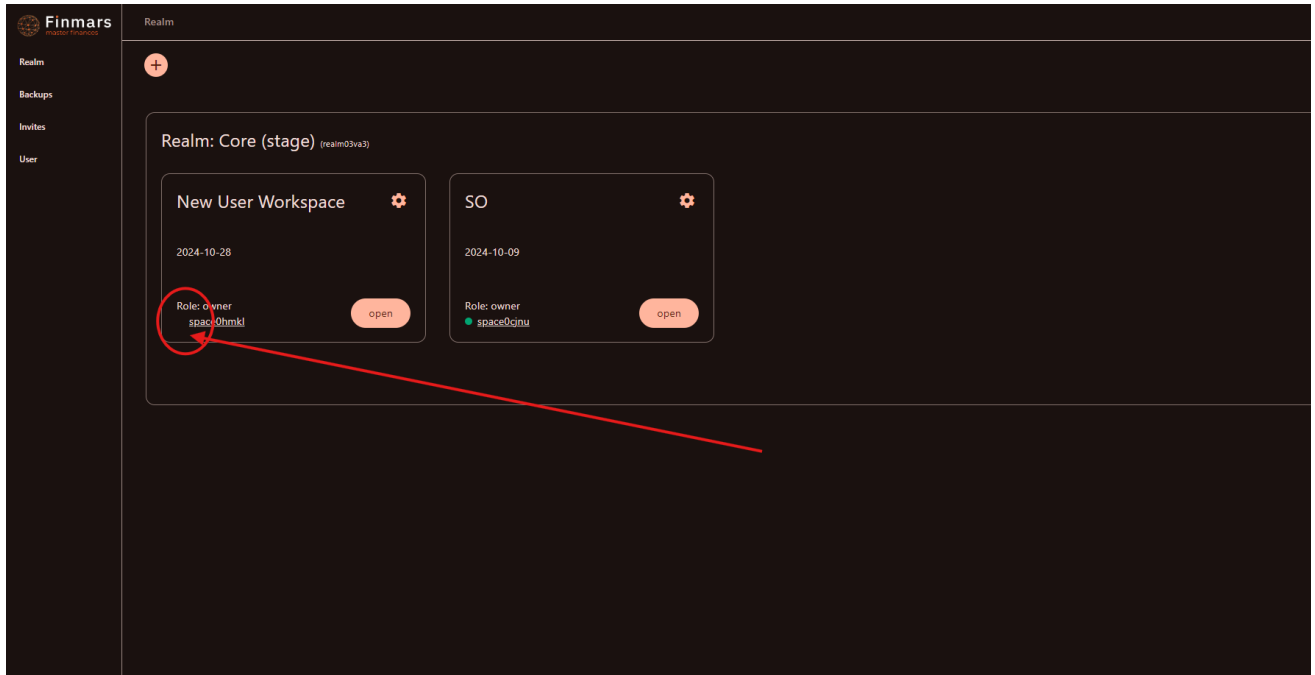 Finmars
master finances
Realm
Realm
Backups
Invites
User
+
Realm: Core (stage) (realm03va3)
New User Workspace
2024-10-28
Role: owner
space0hmkl
open
SO
2024-10-09
Role: owner
space0cjnu
open